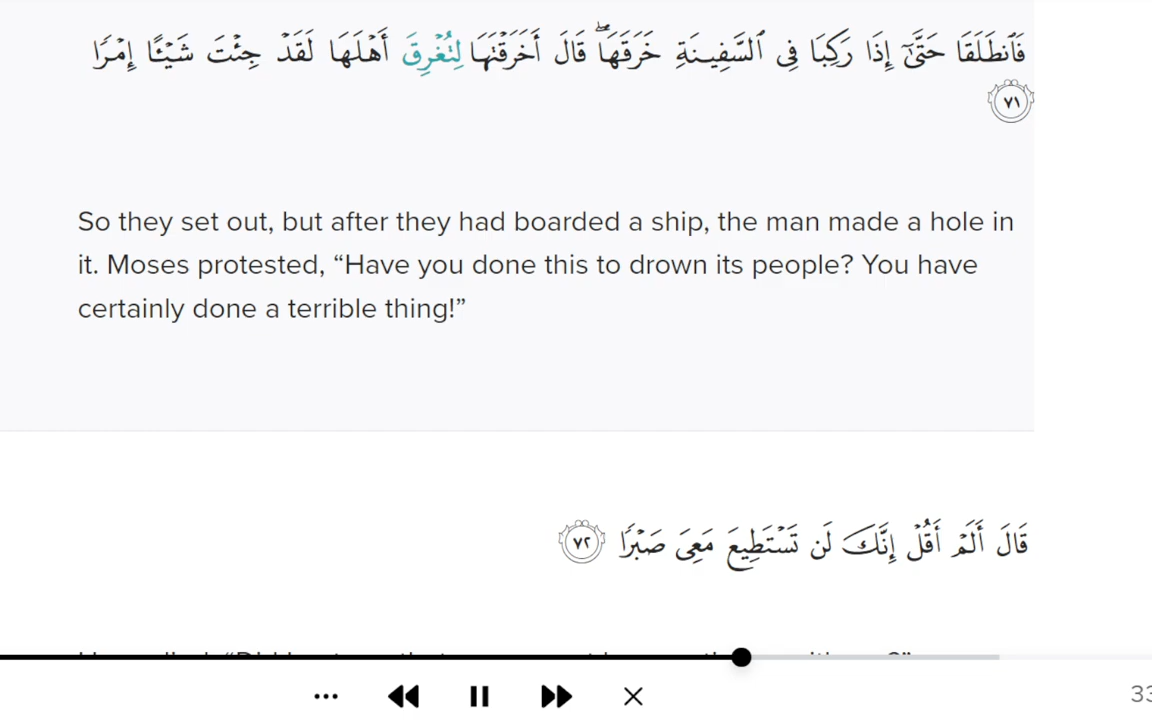 فَٱنطَلَقَا حَتَّىٰٓ إِذَا رَكِبَا فِى ٱلسَّفِينَةِ خَرَقَهَا ۖ قَالَ أَخَرَقْتَهَا لِتُغْرِقَ أَهْلَهَا لَقَدْ جِئْتَ شَيْـًٔا إِمْرًا
٧١
So they set out, but after they had boarded a ship, the man made a hole in
it. Moses protested, “Have you done this to drown its people? You have
certainly done a terrible thing!”
قَالَ أَلَمْ أَقُلْ إِنَّكَ لَن تَسْتَطِيعَ مَعِىَ صَبْرًا ٧٢
33